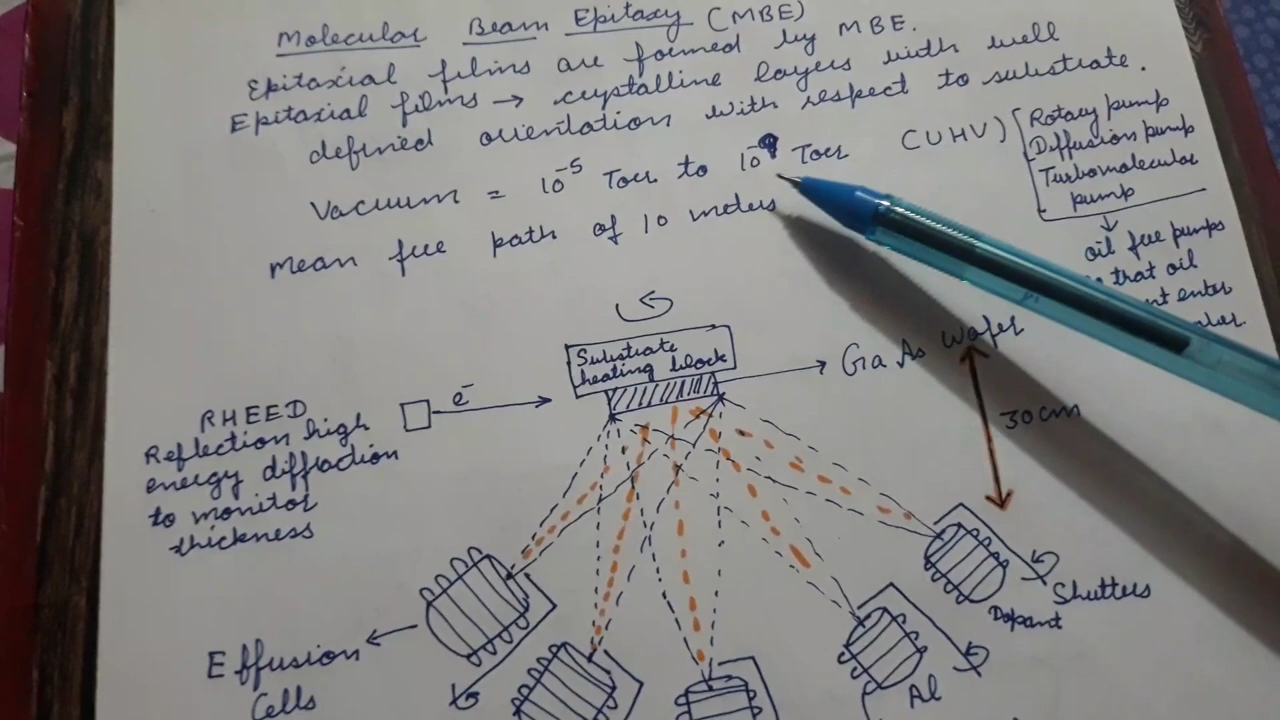 Molecular Beam Epitaxy (MBE)
Epitaxial films are formed by MBE.
Epitaxial films → crystalline layers with well
defined orientation with respect to substrate.
Vacuum = 10⁻⁵ Torr to 10⁻⁹ Torr (UHV)
Rotary pump
Diffusion pump
Turbomolecular
pump
oil free pumps
that oil
enter
Mean free path of 10 meters
Substrate
heating block
GaAs wafer
30cm
e⁻
RHEED
Reflection high
energy diffraction
to monitor
thickness
Shutters
Dopant
Al
Effusion
Cells